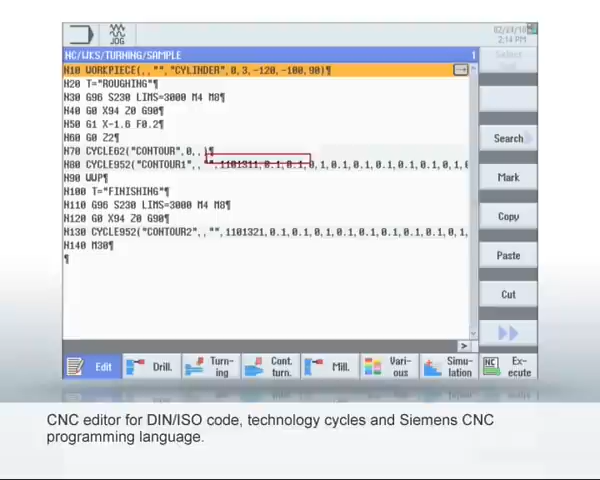 JOG
2:14 PM
NC/WKS/TURNING/SAMPLE 1
N10 WORKPIECE(,,"","CYLINDER",0,3,-120,-100,90)¶
N20 T="ROUGHING"¶
N30 G96 S230 LIMS=3000 M4 M8¶
N40 G0 X94 Z0 G90¶
N50 G1 X-1.6 F0.2¶
N60 G0 Z2¶
N70 CYCLE62("CONTOUR",0,,)¶
N80 CYCLE952("CONTOUR1",,"",1101311,0.1,0.1,0,1,0.1,0.1,0.1,0.1,0.1,0.1,0,1,
N90 WUP¶
N100 T="FINISHING"¶
N110 G96 S230 LIMS=3000 M4 M8¶
N120 G0 X94 Z0 G90¶
N130 CYCLE952("CONTOUR2",,"",1101321,0.1,0.1,0,1,0.1,0.1,0.1,0.1,0.1,0,1,
N140 M30¶
¶
Search
Mark
Copy
Paste
Cut
Edit
Drill.
Turn-
ing
Cont.
turn.
Mill.
Vari-
ous
Simu-
lation
NC
Ex-
ecute
CNC editor for DIN/ISO code, technology cycles and Siemens CNC
programming language.